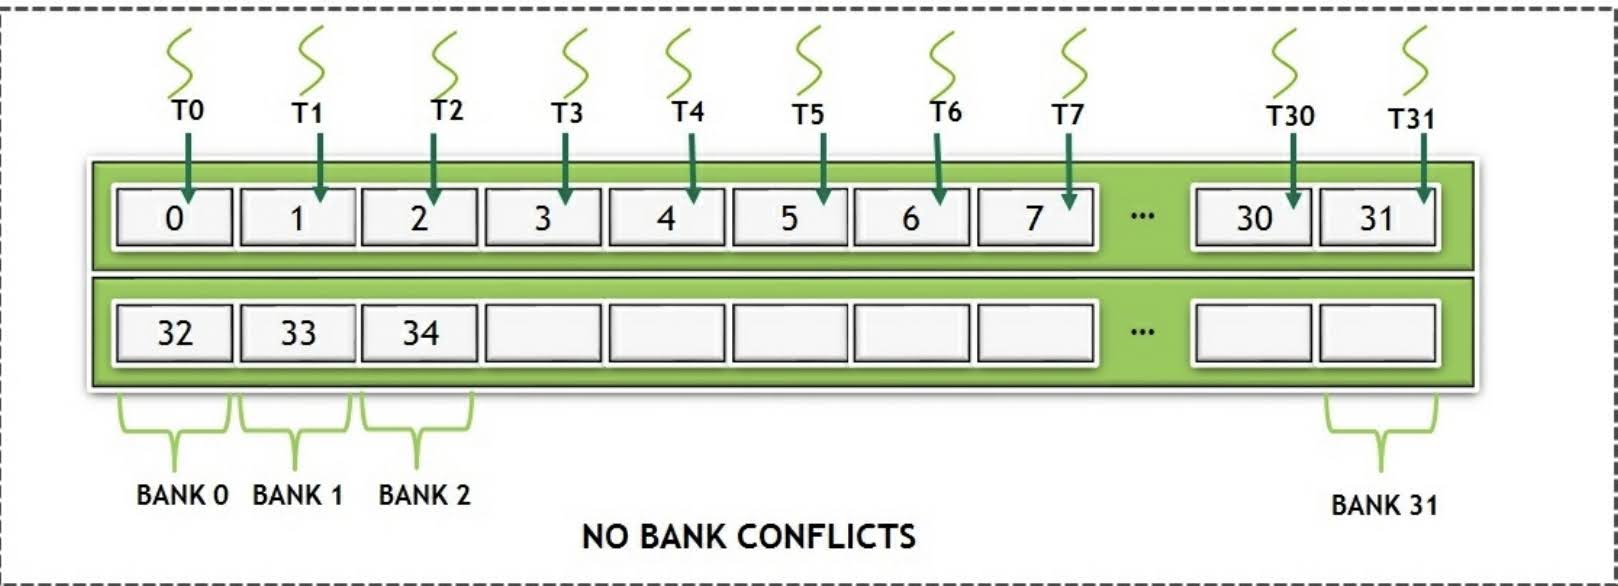 T0 T1 T2 T3 T4 T5 T6 T7 T30 T31
0 1 2 3 4 5 6 7 ... 30 31
32 33 34 ...
BANK 0 BANK 1 BANK 2 BANK 31
NO BANK CONFLICTS